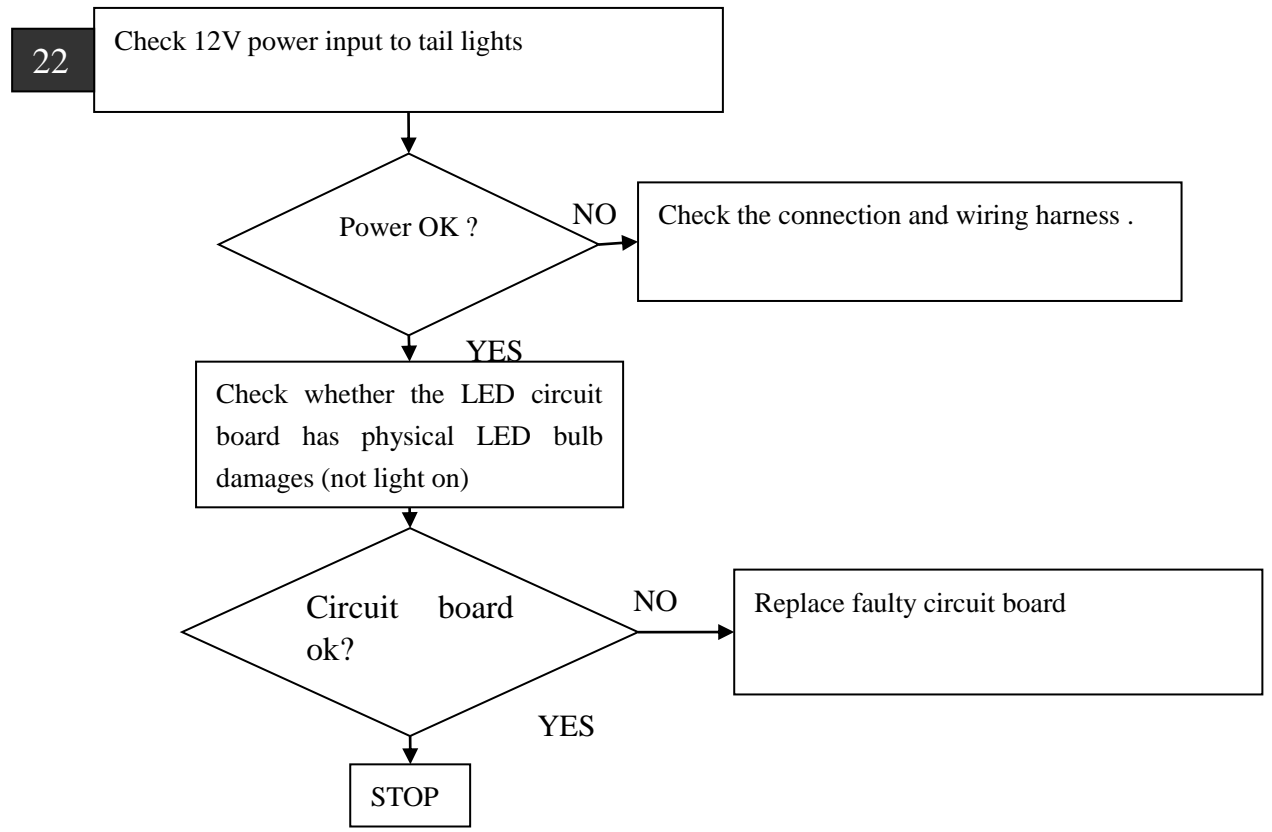 22
Check 12V power input to tail lights
Power OK ?
NO
Check the connection and wiring harness .
YES
Check whether the LED circuit
board has physical LED bulb
damages (not light on)
Circuit board
ok?
NO
Replace faulty circuit board
YES
STOP